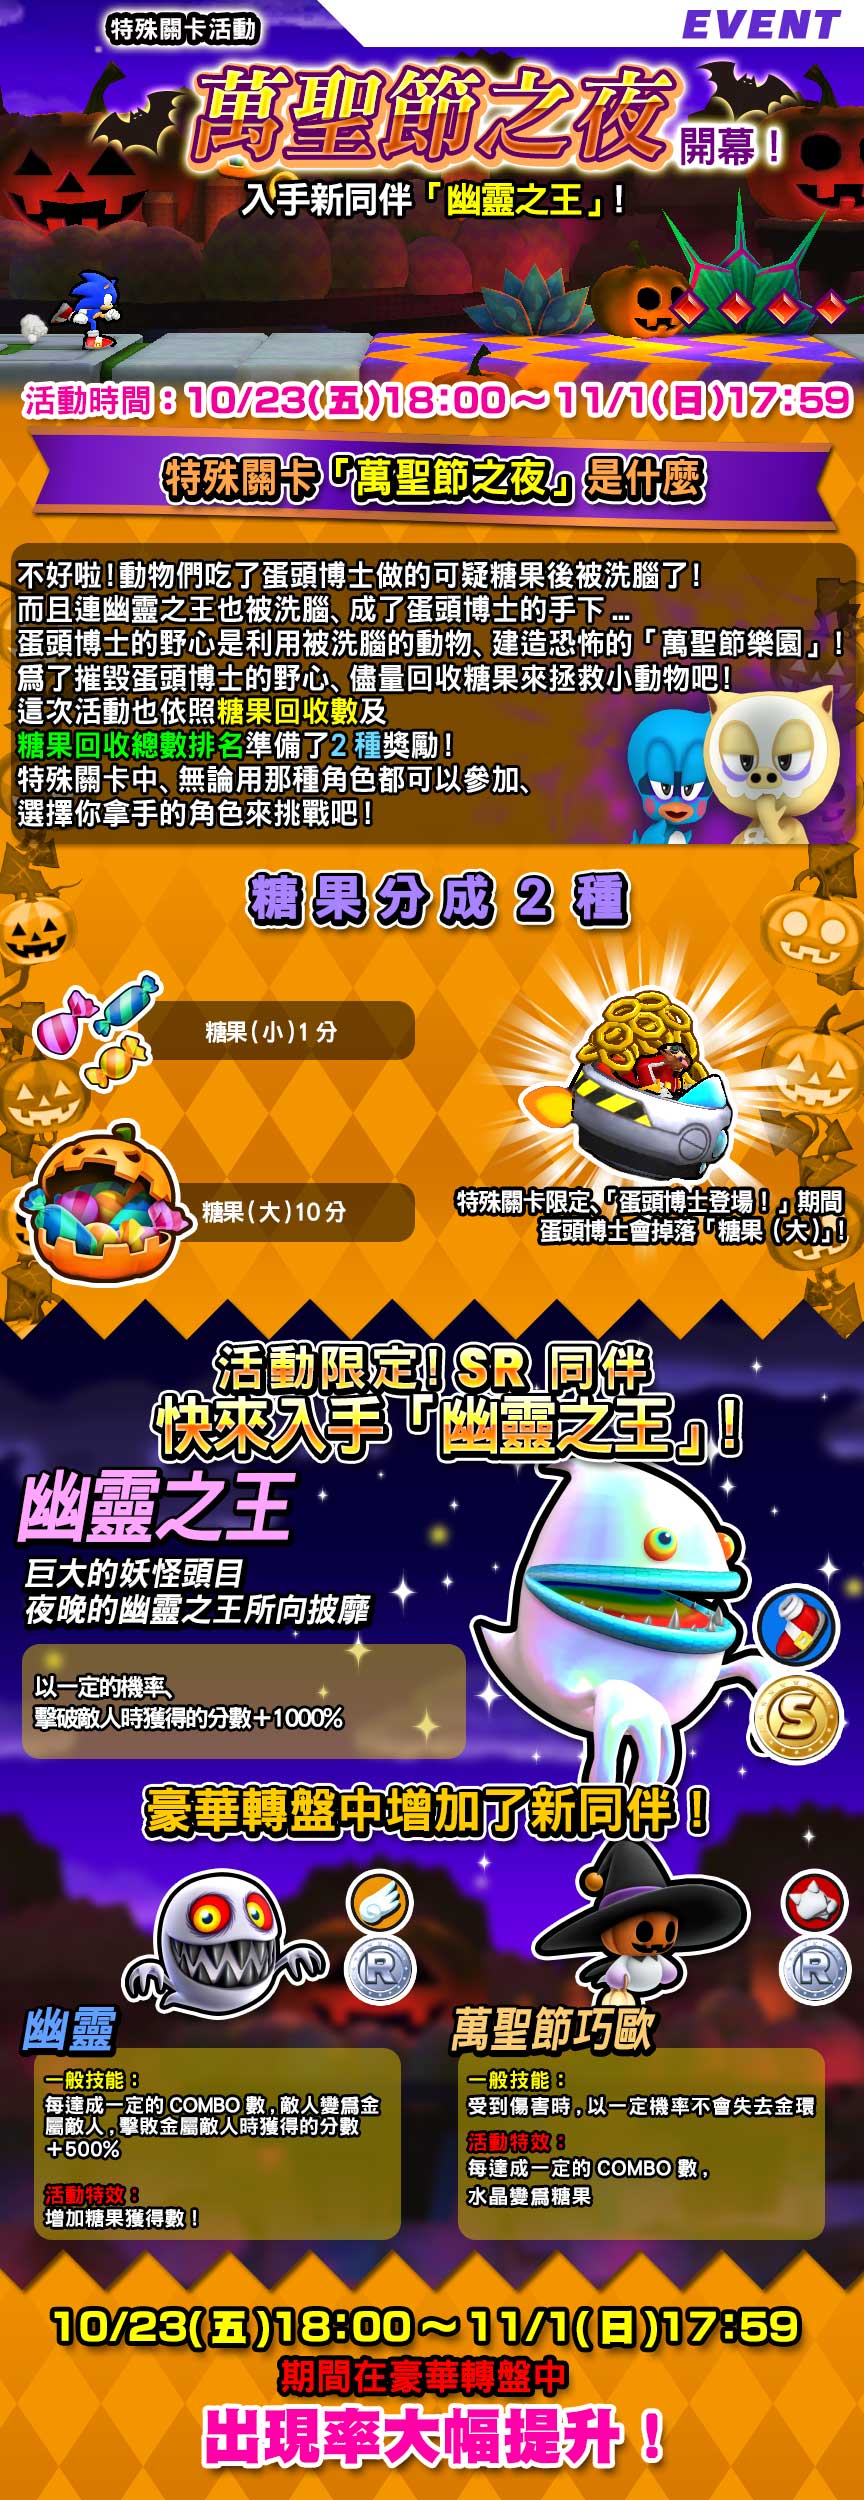 特殊關卡活動
EVENT
萬聖節之夜開幕！
入手新同伴「幽靈之王」！
活動時間：10/23(五)18:00～11/1(日)17:59
特殊關卡「萬聖節之夜」是什麼
不好啦！動物們吃了蛋頭博士做的可疑糖果後被洗腦了！
而且連幽靈之王也被洗腦、成了蛋頭博士的手下...
蛋頭博士的野心是利用被洗腦的動物、建造恐怖的「萬聖節樂園」！
爲了摧毀蛋頭博士的野心、儘量回收糖果來拯救小動物吧！
這次活動也依照糖果回收數及
糖果回收總數排名準備了2種獎勵！
特殊關卡中、無論用那種角色都可以參加、
選擇你拿手的角色來挑戰吧！
糖果分成2種
糖果(小)1分
糖果(大)10分
特殊關卡限定、「蛋頭博士登場！」期間
蛋頭博士會掉落「糖果(大)」！
活動限定！SR 同伴
快來入手「幽靈之王」！
幽靈之王
巨大的妖怪頭目
夜晚的幽靈之王所向披靡
以一定的機率、
擊破敵人時獲得的分數＋1000%
S
豪華轉盤中增加了新同伴！
R
R
幽靈
一般技能：
每達成一定的COMBO數，敵人變爲金
屬敵人，擊敗金屬敵人時獲得的分數
＋500%
活動特效：
增加糖果獲得數！
萬聖節巧歐
一般技能：
受到傷害時，以一定機率不會失去金環
活動特效：
每達成一定的COMBO數，
水晶變爲糖果
10/23(五)18:00～11/1(日)17:59
期間在豪華轉盤中
出現率大幅提升！